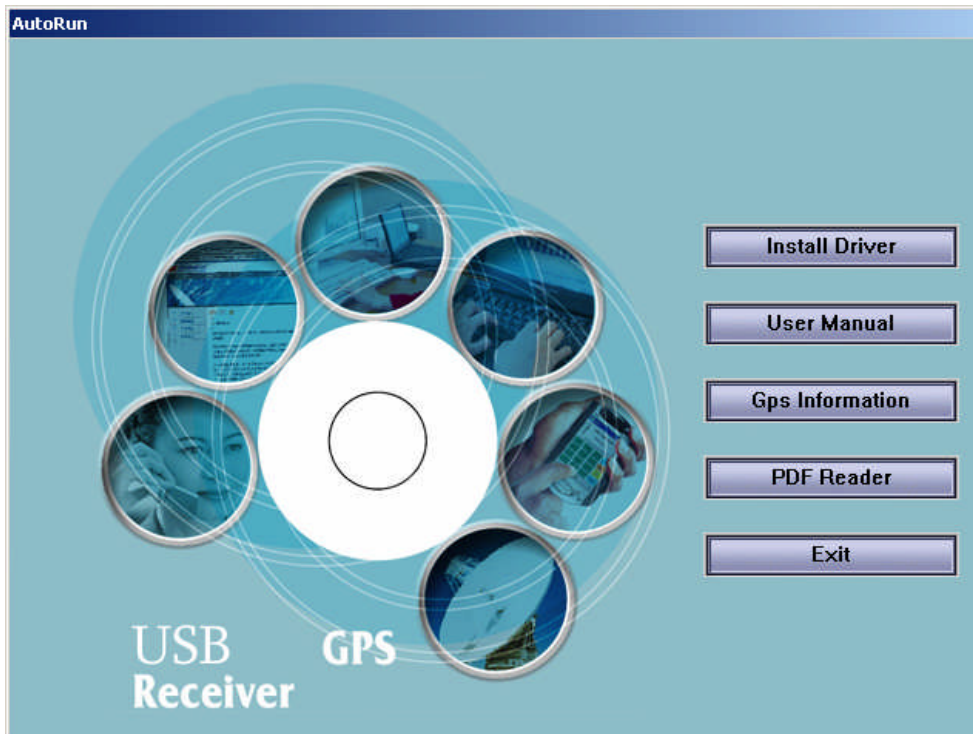 AutoRun
Install Driver
User Manual
Gps Information
PDF Reader
Exit
USB GPS
Receiver